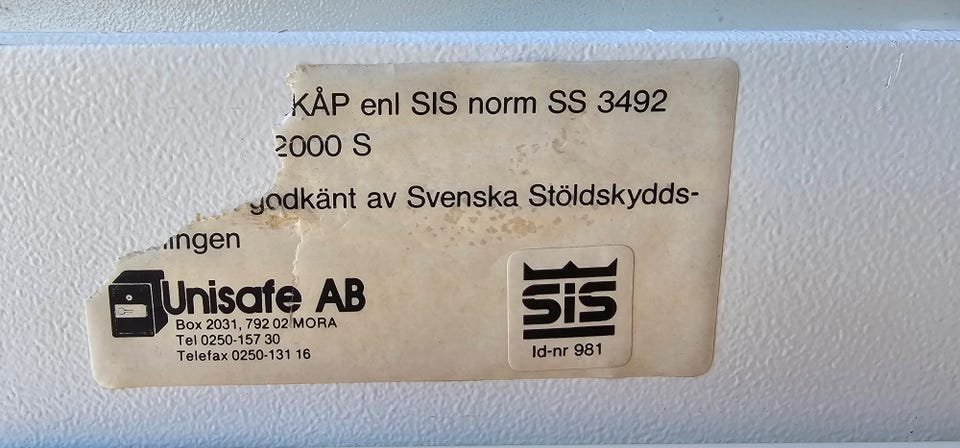 KÅP enl SIS norm SS 3492
2000 S
godkänt av Svenska Stöldskydds-
ningen
Unisafe AB
Box 2031, 792 02 MORA
Tel 0250-157 30
Telefax 0250-131 16
SIS
Id-nr 981